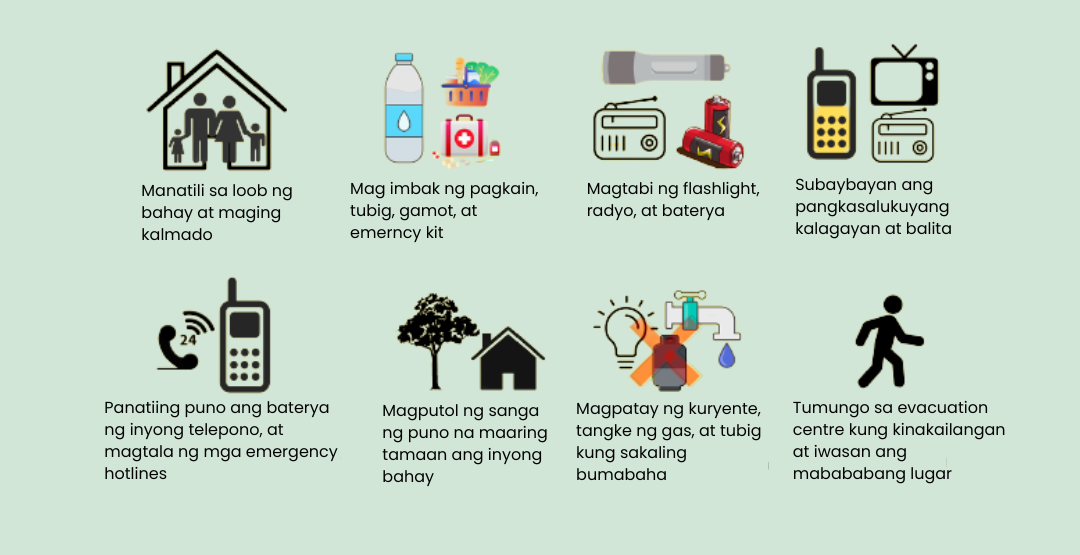 Manatili sa loob ng
bahay at maging
kalmado
Mag imbak ng pagkain,
tubig, gamot, at
emerncy kit
Magtabi ng flashlight,
radyo, at baterya
Subaybayan ang
pangkasalukuyang
kalagayan at balita
24
Panatiing puno ang baterya
ng inyong telepono, at
magtala ng mga emergency
hotlines
Magputol ng sanga
ng puno na maaring
tamaan ang inyong
bahay
Magpatay ng kuryente,
tangke ng gas, at tubig
kung sakaling
bumabaha
Tumungo sa evacuation
centre kung kinakailangan
at iwasan ang
mabababang lugar